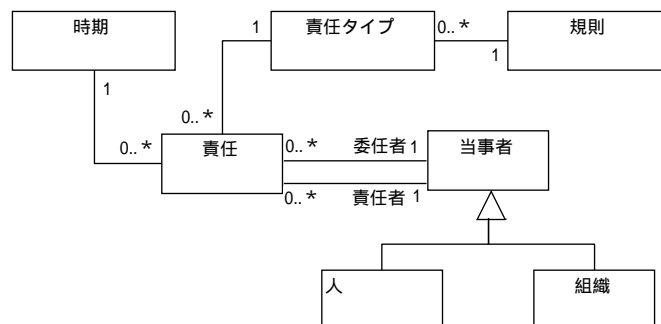 時期
責任タイプ
規則
1
0..*
1
1
0..*
0..*
責任
0..*
委任者 1
当事者
0..*
責任者 1
人
組織